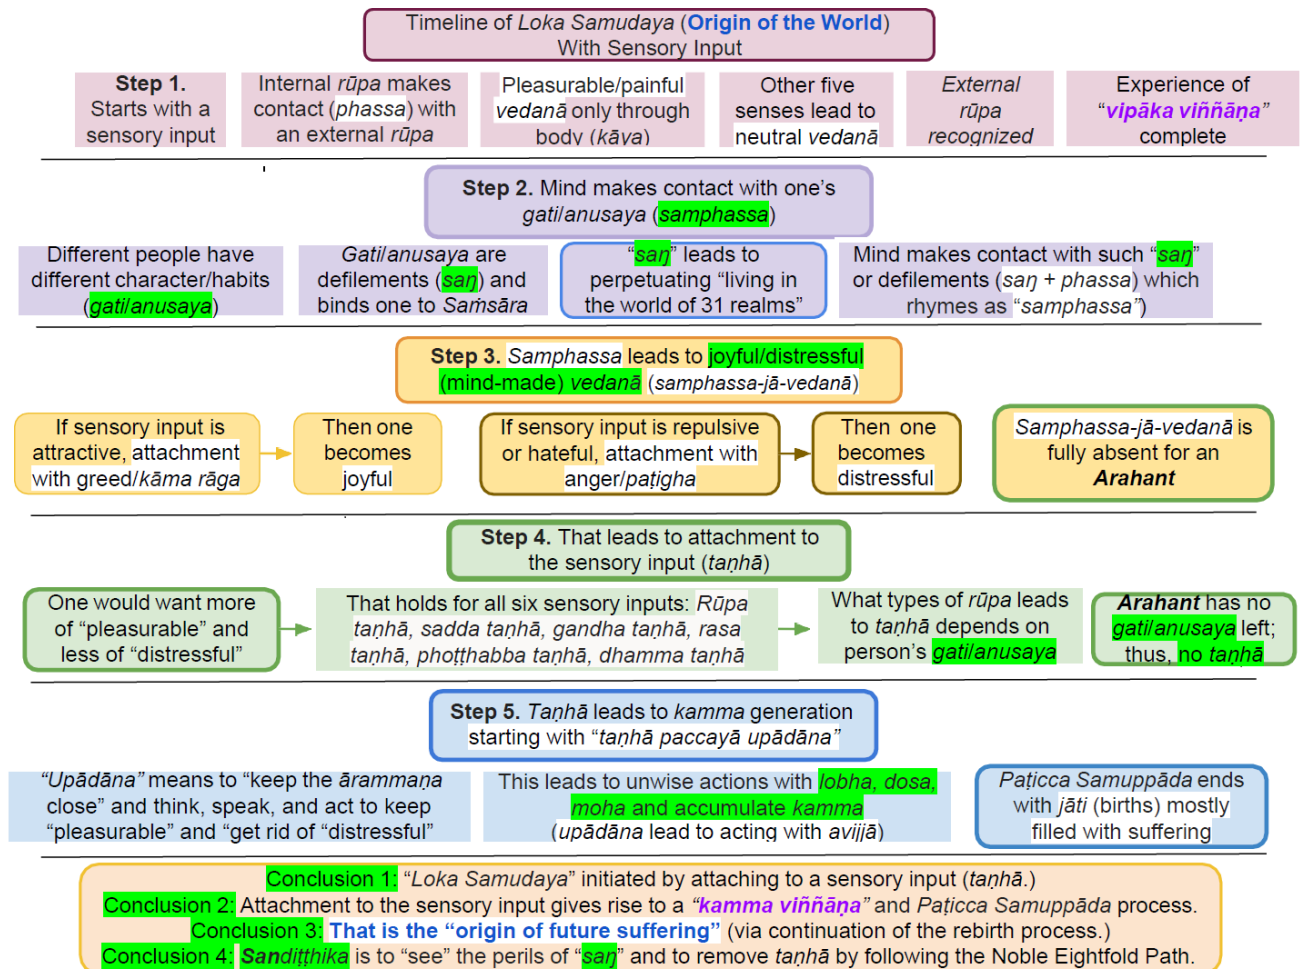 Timeline of Loka Samudaya (Origin of the World)
With Sensory Input
Step 1.
Starts with a
sensory input
Internal rūpa makes
contact (phassa) with
an external rūpa
Pleasurable/painful
vedanā only through
body (kāya)
Other five
senses lead to
neutral vedanā
External
rūpa
recognized
Experience of
“vipāka viññāṇa”
complete
Step 2. Mind makes contact with one’s
gati/anusaya (samphassa)
Different people have
different character/habits
(gati/anusaya)
Gati/anusaya are
defilements (saŋ) and
binds one to Saṁsāra
“saŋ” leads to
perpetuating “living in
the world of 31 realms”
Mind makes contact with such “saŋ”
or defilements (saŋ + phassa) which
rhymes as “samphassa”)
Step 3. Samphassa leads to joyful/distressful
(mind-made) vedanā (samphassa-jā-vedanā)
If sensory input is
attractive, attachment
with greed/kāma rāga
Then one
becomes
joyful
If sensory input is repulsive
or hateful, attachment with
anger/paṭigha
Then one
becomes
distressful
Samphassa-jā-vedanā is
fully absent for an
Arahant
Step 4. That leads to attachment to
the sensory input (taṇhā)
One would want more
of “pleasurable” and
less of “distressful”
That holds for all six sensory inputs: Rūpa
taṇhā, sadda taṇhā, gandha taṇhā, rasa
taṇhā, phoṭṭhabba taṇhā, dhamma taṇhā
What types of rūpa leads
to taṇhā depends on
person’s gati/anusaya
Arahant has no
gati/anusaya left;
thus, no taṇhā
Step 5. Taṇhā leads to kamma generation
starting with “taṇhā paccayā upādāna”
“Upādāna” means to “keep the ārammaṇa
close” and think, speak, and act to keep
“pleasurable” and “get rid of “distressful”
This leads to unwise actions with lobha, dosa,
moha and accumulate kamma
(upādāna lead to acting with avijjā)
Paṭicca Samuppāda ends
with jāti (births) mostly
filled with suffering
Conclusion 1: “Loka Samudaya” initiated by attaching to a sensory input (taṇhā.)
Conclusion 2: Attachment to the sensory input gives rise to a “kamma viññāṇa” and Paṭicca Samuppāda process.
Conclusion 3: That is the “origin of future suffering” (via continuation of the rebirth process.)
Conclusion 4: Sandiṭṭhika is to “see” the perils of “saŋ” and to remove taṇhā by following the Noble Eightfold Path.